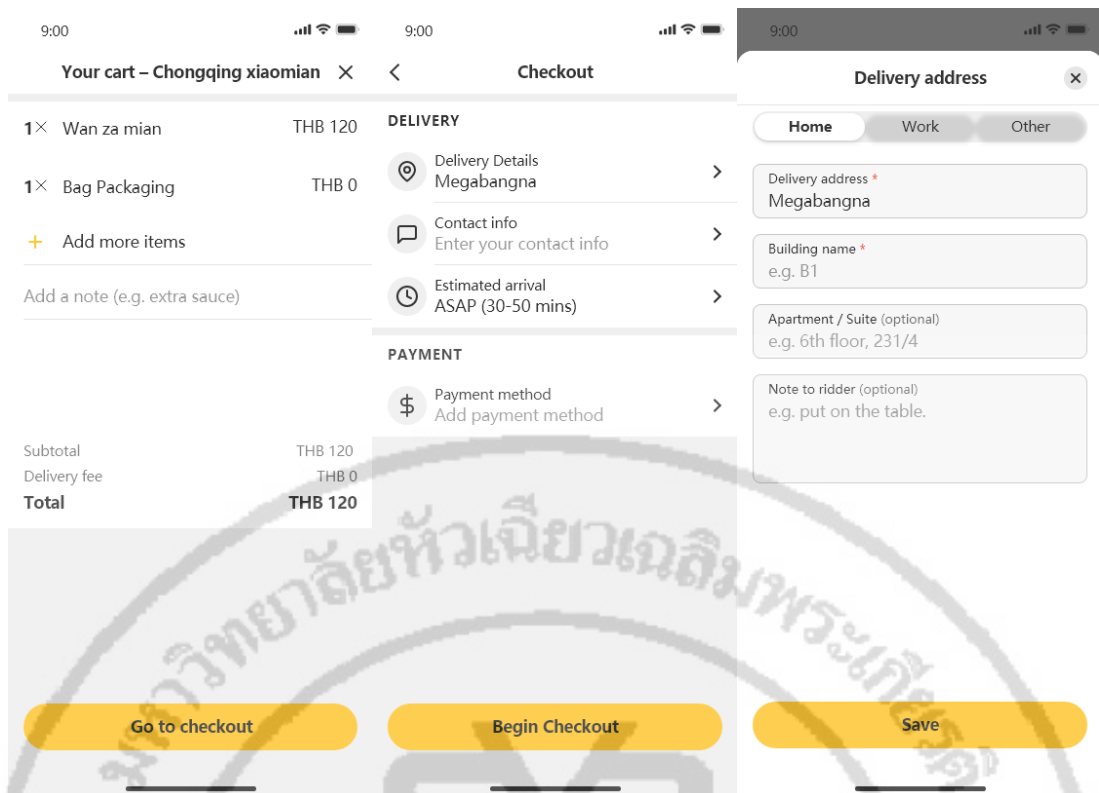 9:00
Your cart – Chongqing xiaomian ×
1× Wan za mian THB 120
1× Bag Packaging THB 0
+ Add more items
Add a note (e.g. extra sauce)
Subtotal THB 120
Delivery fee THB 0
Total THB 120
Go to checkout
9:00
Checkout
DELIVERY
Delivery Details
Megabangna
Contact info
Enter your contact info
Estimated arrival
ASAP (30-50 mins)
PAYMENT
Payment method
$ Add payment method
Begin Checkout
9:00
Delivery address ×
Home Work Other
Delivery address *
Megabangna
Building name *
e.g. B1
Apartment / Suite (optional)
e.g. 6th floor, 231/4
Note to ridder (optional)
e.g. put on the table.
Save
มหาวิทยาลัยหัวเฉียวเฉลิมพระเกียรติ